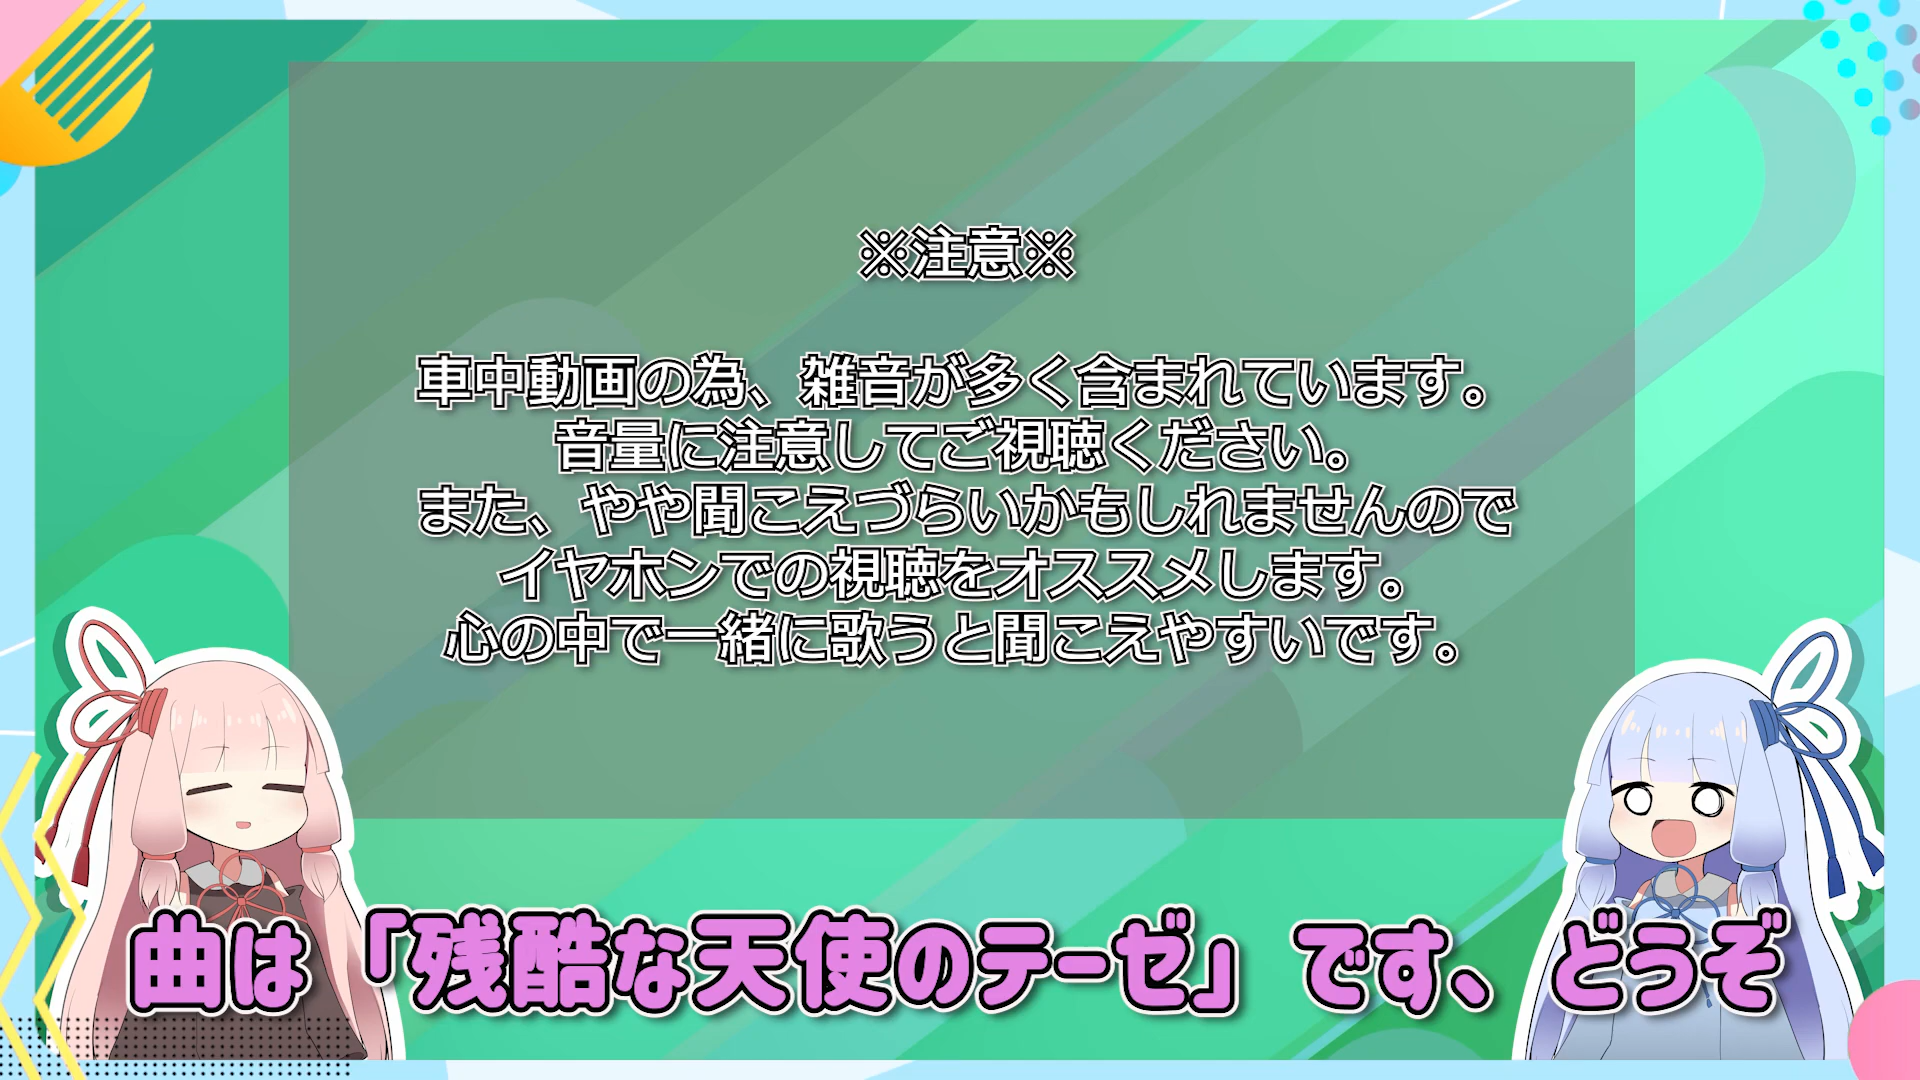 ※注意※
車中動画の為、雑音が多く含まれています。
音量に注意してご視聴ください。
また、やや聞こえづらいかもしれませんので
イヤホンでの視聴をオススメします。
心の中で一緒に歌うと聞こえやすいです。
曲は「残酷な天使のテーゼ」です、どうぞ